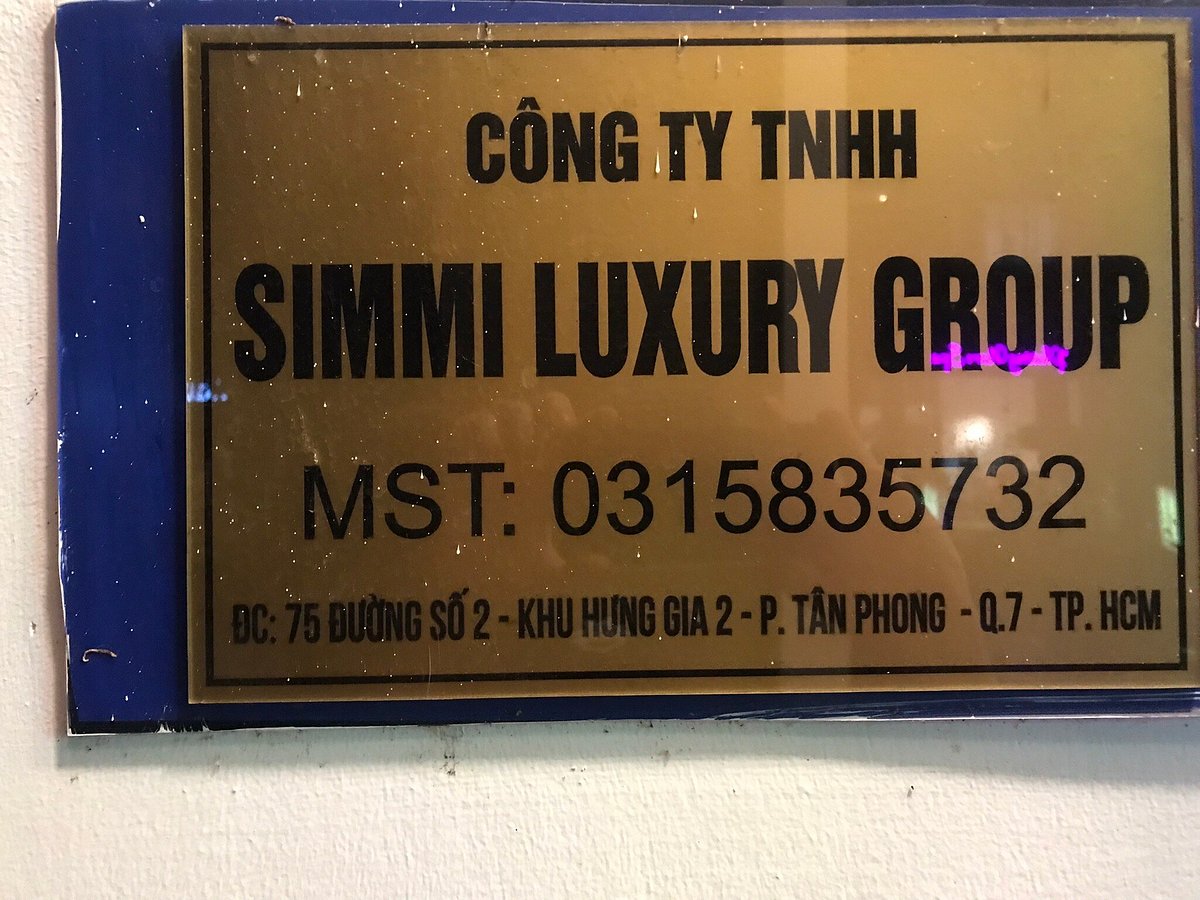 CÔNG TY TNHH
SIMMI LUXURY GROUP
MST: 0315835732
ĐC: 75 ĐƯỜNG SỐ 2 - KHU HƯNG GIA 2 - P. TÂN PHONG - Q.7 - TP. HCM